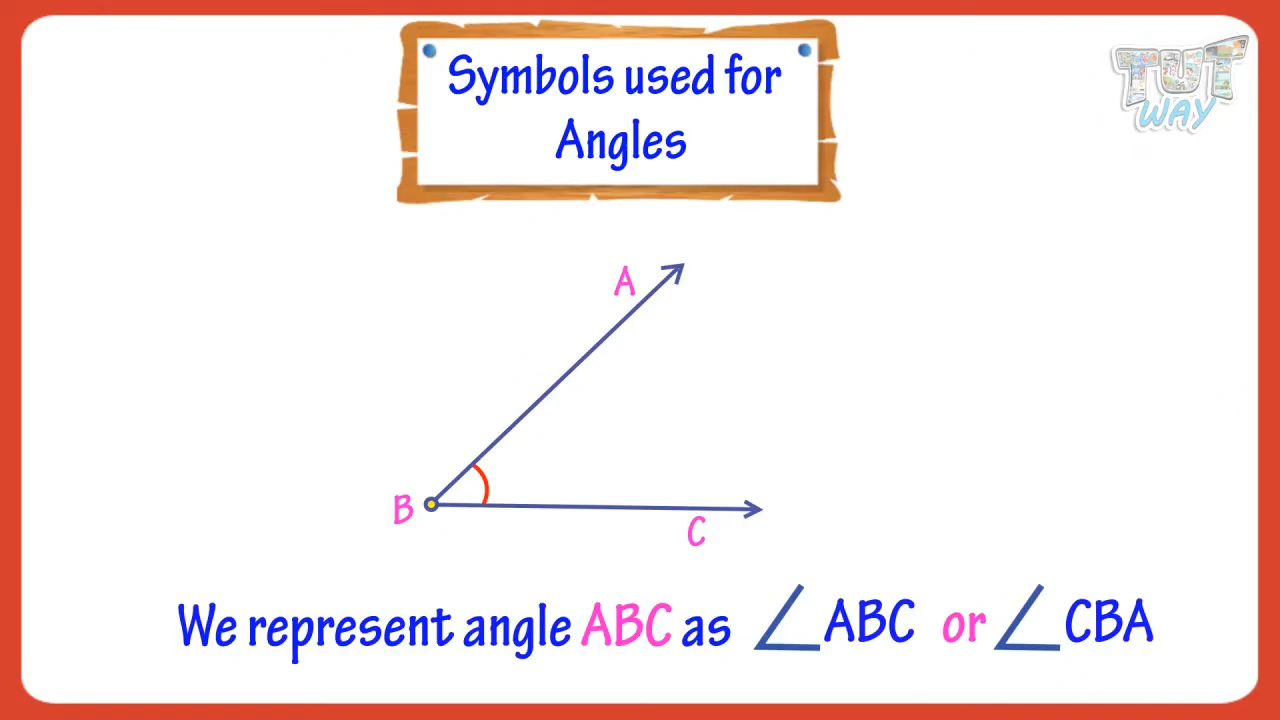 Symbols used for
Angles
TUT
WAY
A
B
C
We represent angle ABC as ∠ABC or ∠CBA